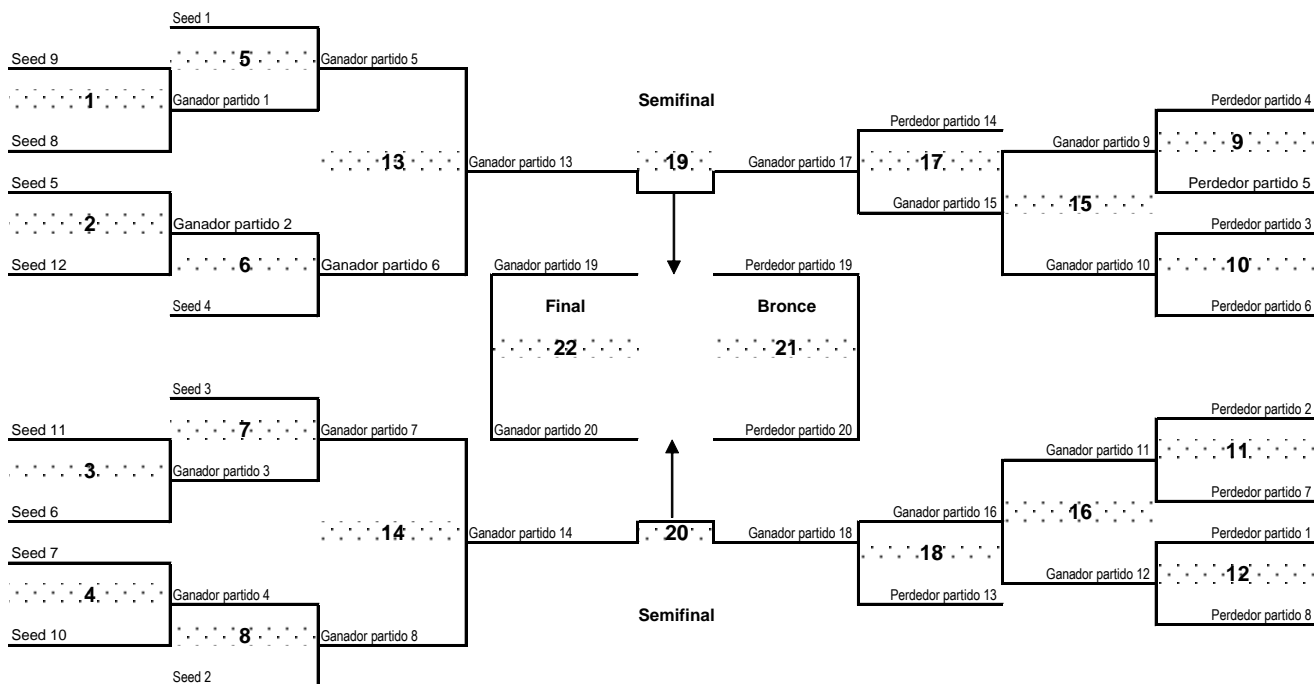 Seed 1
Seed 9
5
Ganador partido 5
1
Ganador partido 1
Seed 8
13
Ganador partido 13
Seed 5
2
Ganador partido 2
Seed 12
6
Ganador partido 6
Seed 4
Semifinal
19
Ganador partido 17
Perdedor partido 14
17
Ganador partido 15
Ganador partido 9
15
Ganador partido 10
Perdedor partido 4
9
Perdedor partido 5
Perdedor partido 3
10
Perdedor partido 6
Ganador partido 19
Final
22
Ganador partido 20
Perdedor partido 19
Bronce
21
Perdedor partido 20
Seed 3
Seed 11
7
Ganador partido 7
3
Ganador partido 3
Seed 6
14
Ganador partido 14
Seed 7
4
Ganador partido 4
Seed 10
8
Ganador partido 8
Seed 2
20
Semifinal
Ganador partido 18
Ganador partido 16
18
Perdedor partido 13
Ganador partido 11
16
Ganador partido 12
Perdedor partido 2
11
Perdedor partido 7
Perdedor partido 1
12
Perdedor partido 8